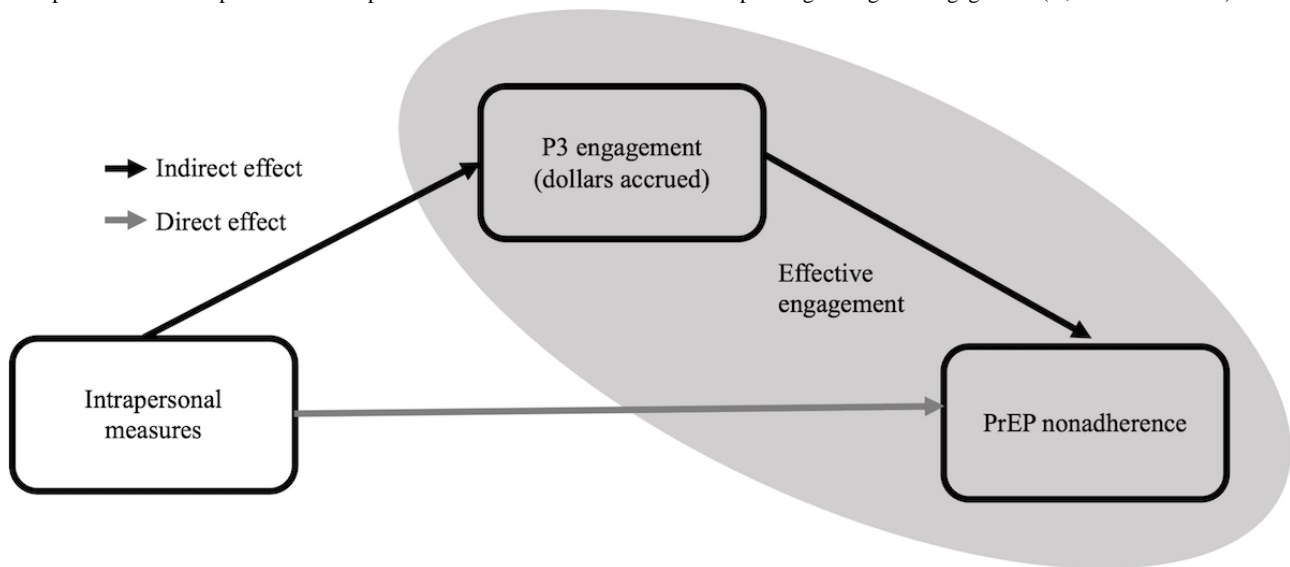 P3 engagement
(dollars accrued)
Indirect effect
Direct effect
Effective
engagement
Intrapersonal
measures
PrEP nonadherence